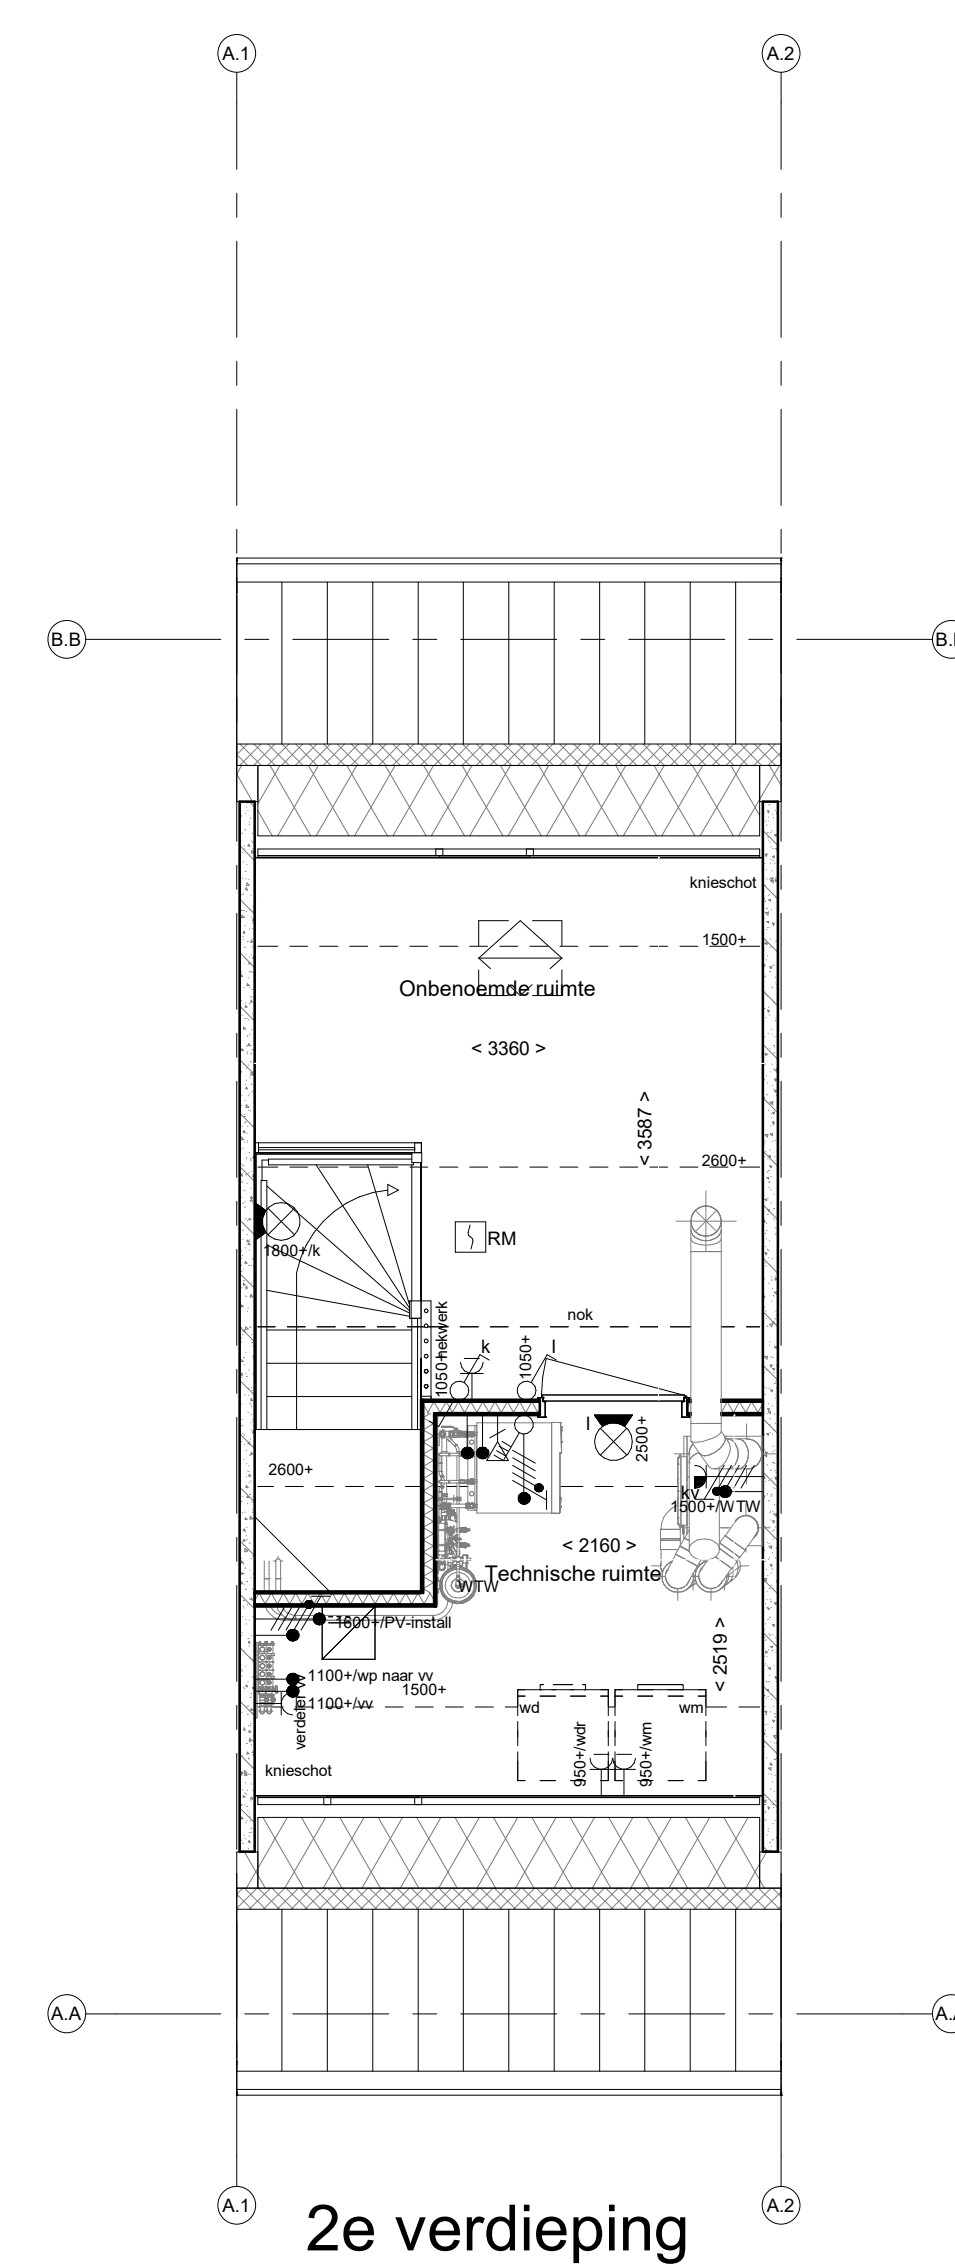 A.1 A.2
B.B
knieschot
1500+
Onbenoemde ruimte
< 3360 >
< 3587 >
2600+
RM
1800+/k
nok
hekwerk
1050+
k
1050+
l
l
2500+
2600+
kv
1500+/WTW
< 2160 >
Technische ruimte
WTW
1600+/PV-install
< 2519 >
1100+/wp naar vv
1500+
1100+/vv
verdeler vv
wd
wm
950+/wdr
950+/wm
knieschot
A.A
A.1 A.2
2e verdieping